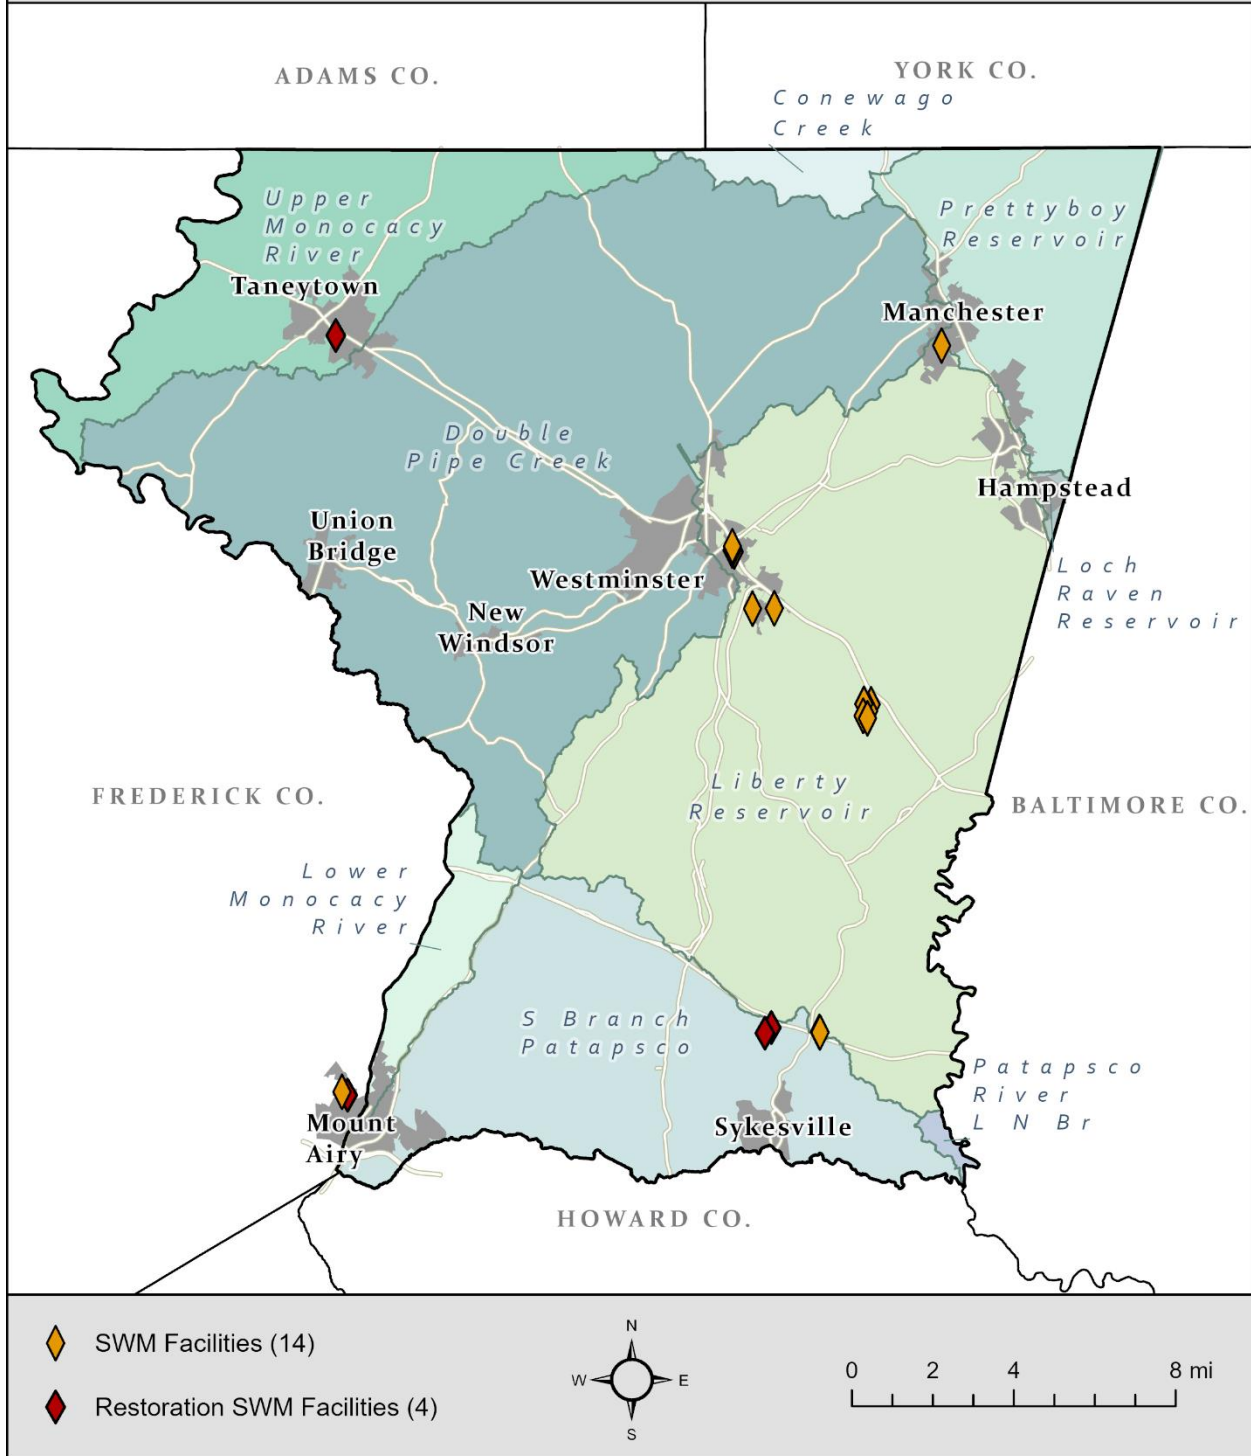 ADAMS CO.
YORK CO.
Conewago
Creek
Upper
Monocacy
River
Prettyboy
Reservoir
Taneytown
Manchester
Double
Pipe Creek
Hampstead
Union
Bridge
Westminster
New
Windsor
Loch
Raven
Reservoir
Liberty
Reservoir
FREDERICK CO.
BALTIMORE CO.
Lower
Monocacy
River
S Branch
Patapsco
Patapsco
River
L N Br
Mount
Airy
Sykesville
HOWARD CO.
SWM Facilities (14)
Restoration SWM Facilities (4)
N
W E
S
0 2 4 8 mi